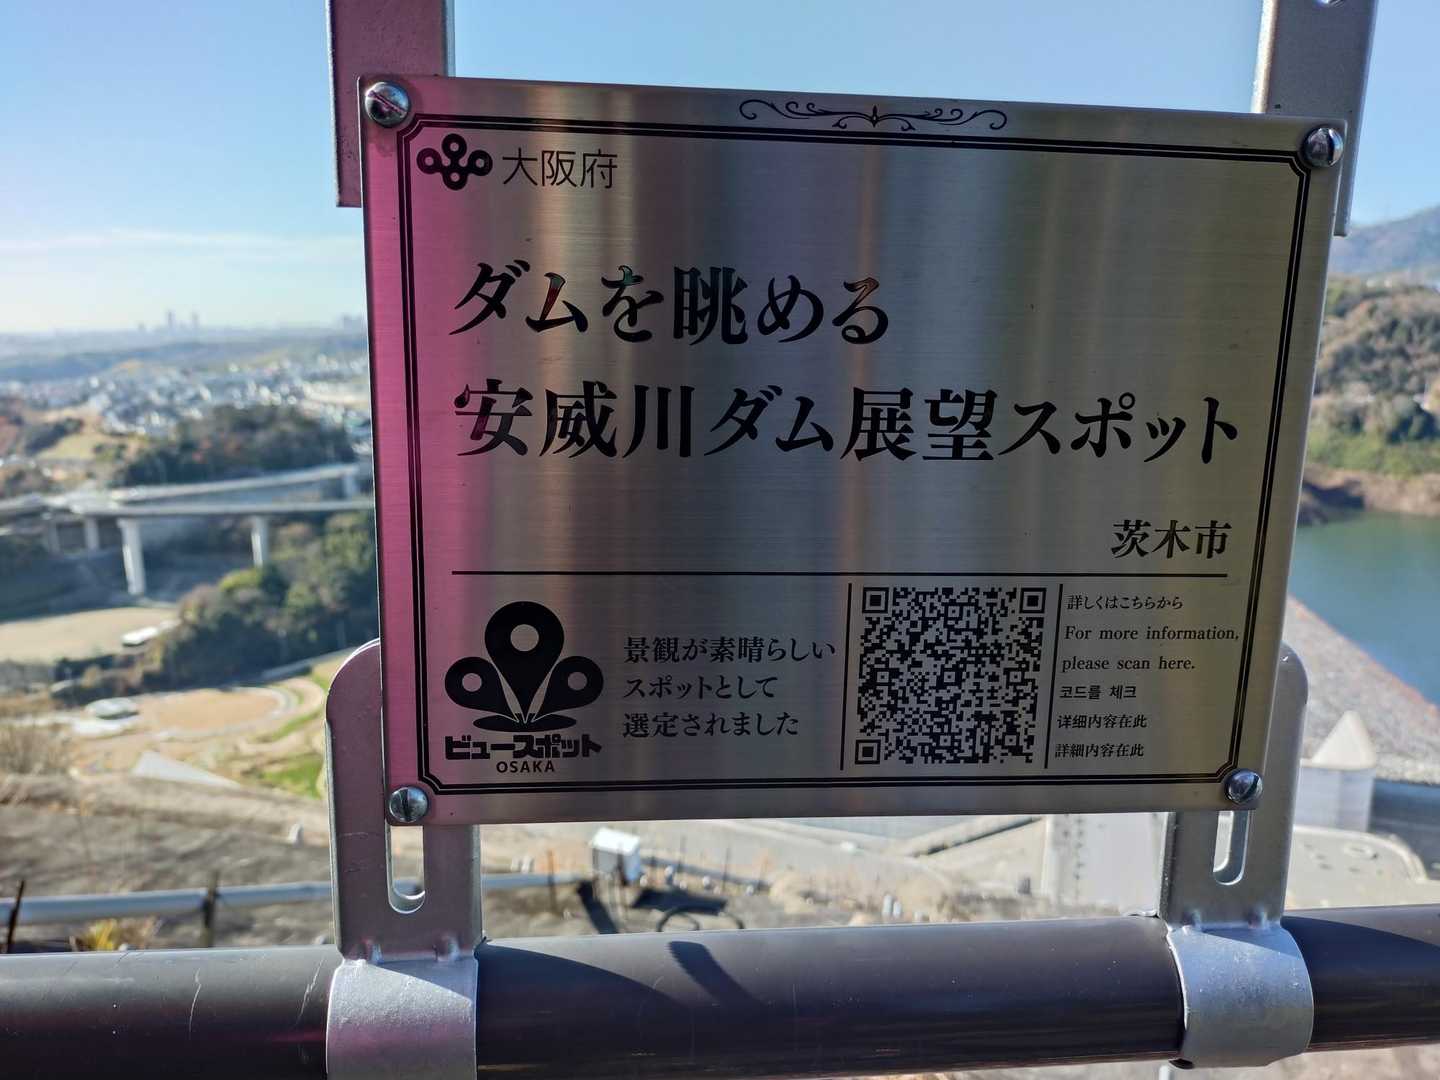 大阪府
ダムを眺める
安威川ダム展望スポット
茨木市
ビュースポット
OSAKA
景観が素晴らしい
スポットとして
選定されました
詳しくはこちらから
For more information,
please scan here.
코드를 체크
详细内容在此
詳細内容在此